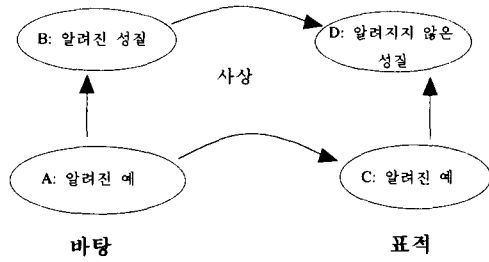 B: 알려진 성질
D: 알려지지 않은
성질
사상
A: 알려진 예
C: 알려진 예
바탕
표적